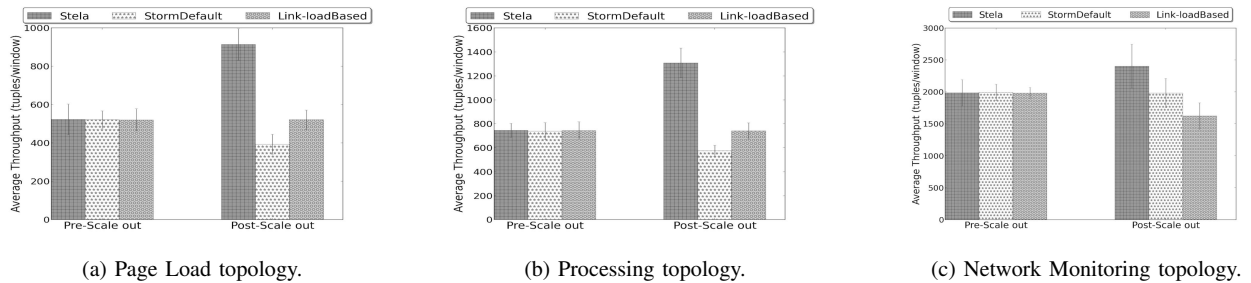 Stela StormDefault Link-loadBased
Average Throughput (tuples/window)
1000
800
600
400
200
0
Pre-Scale out Post-Scale out
(a) Page Load topology.
Stela StormDefault Link-loadBased
Average Throughput (tuples/window)
1600
1400
1200
1000
800
600
400
200
0
Pre-Scale out Post-Scale out
(b) Processing topology.
Stela StormDefault Link-loadBased
Average Throughput (tuples/window)
3000
2500
2000
1500
1000
500
0
Pre-Scale out Post-Scale out
(c) Network Monitoring topology.